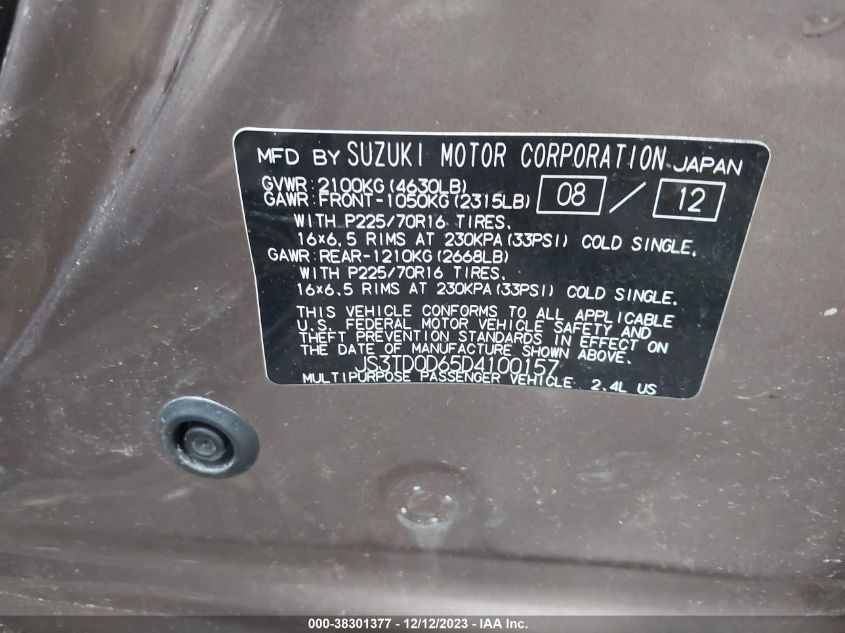 MFD BY SUZUKI MOTOR CORPORATION JAPAN
GVWR: 2100KG (4630LB) 08 / 12
GAWR: FRONT-1050KG (2315LB)
WITH P225/70R16 TIRES.
16×6.5 RIMS AT 230KPA (33PSI) COLD SINGLE.
GAWR: REAR-1210KG (2668LB)
WITH P225/70R16 TIRES.
16×6.5 RIMS AT 230KPA (33PSI) COLD SINGLE.
THIS VEHICLE CONFORMS TO ALL APPLICABLE
U.S. FEDERAL MOTOR VEHICLE SAFETY AND
THEFT PREVENTION STANDARDS IN EFFECT ON
THE DATE OF MANUFACTURE SHOWN ABOVE.
JS3TD0D65D4100157
MULTIPURPOSE PASSENGER VEHICLE, 2.4L US
000-38301377 - 12/12/2023 - IAA Inc.